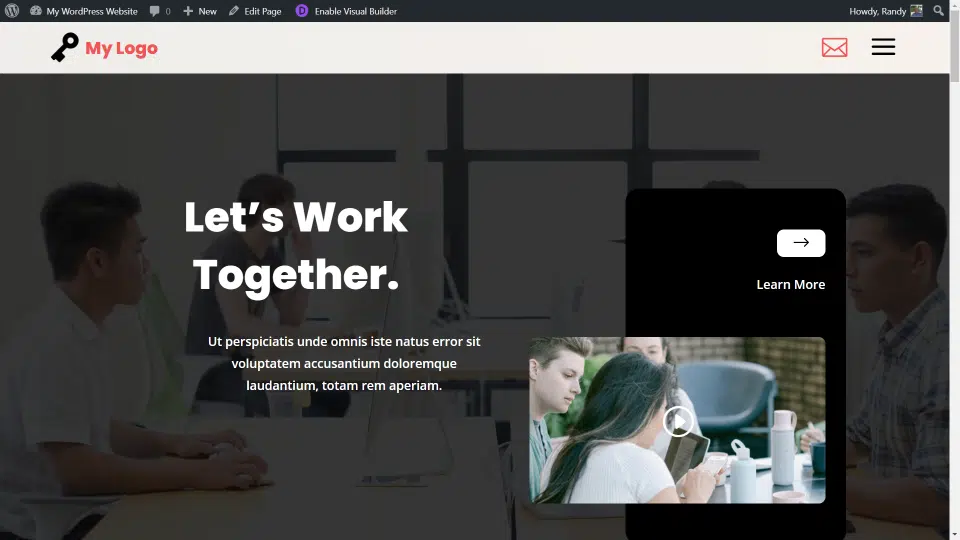 My WordPress Website 0 New Edit Page D Enable Visual Builder Howdy, Randy
My Logo
Let’s Work
Together.
Ut perspiciatis unde omnis iste natus error sit
voluptatem accusantium doloremque
laudantium, totam rem aperiam.
Learn More